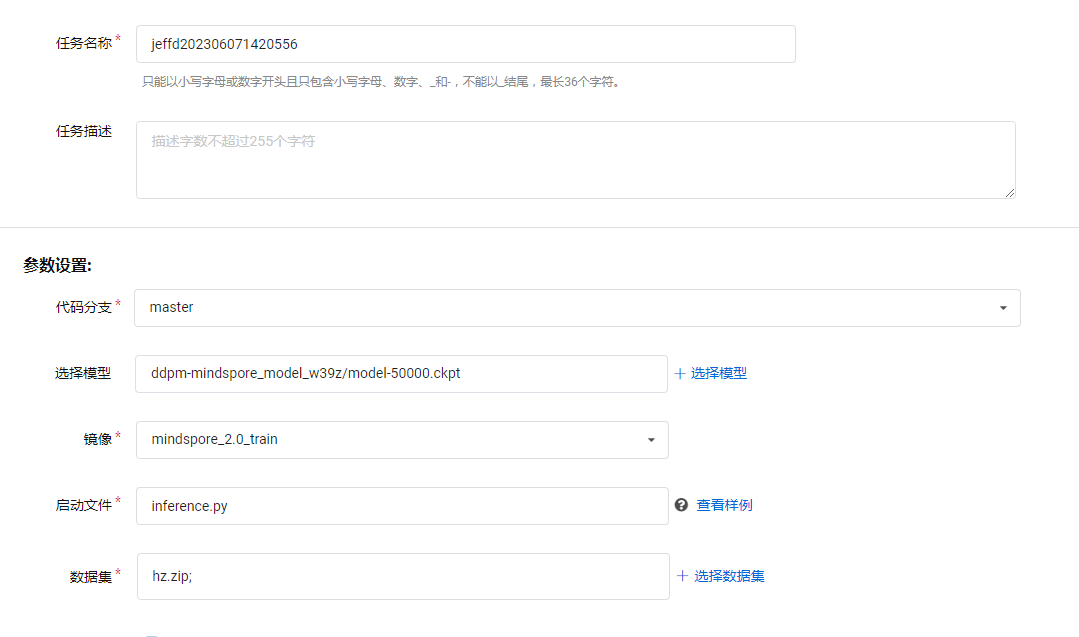 任务名称*
jeffd202306071420556
只能以小写字母或数字开头且只包含小写字母、数字、_和-，不能以_结尾，最长36个字符。
任务描述
描述字数不超过255个字符
参数设置:
代码分支*
master
选择模型
ddpm-mindspore_model_w39z/model-50000.ckpt
+ 选择模型
镜像*
mindspore_2.0_train
启动文件*
inference.py
? 查看样例
数据集*
hz.zip;
+ 选择数据集